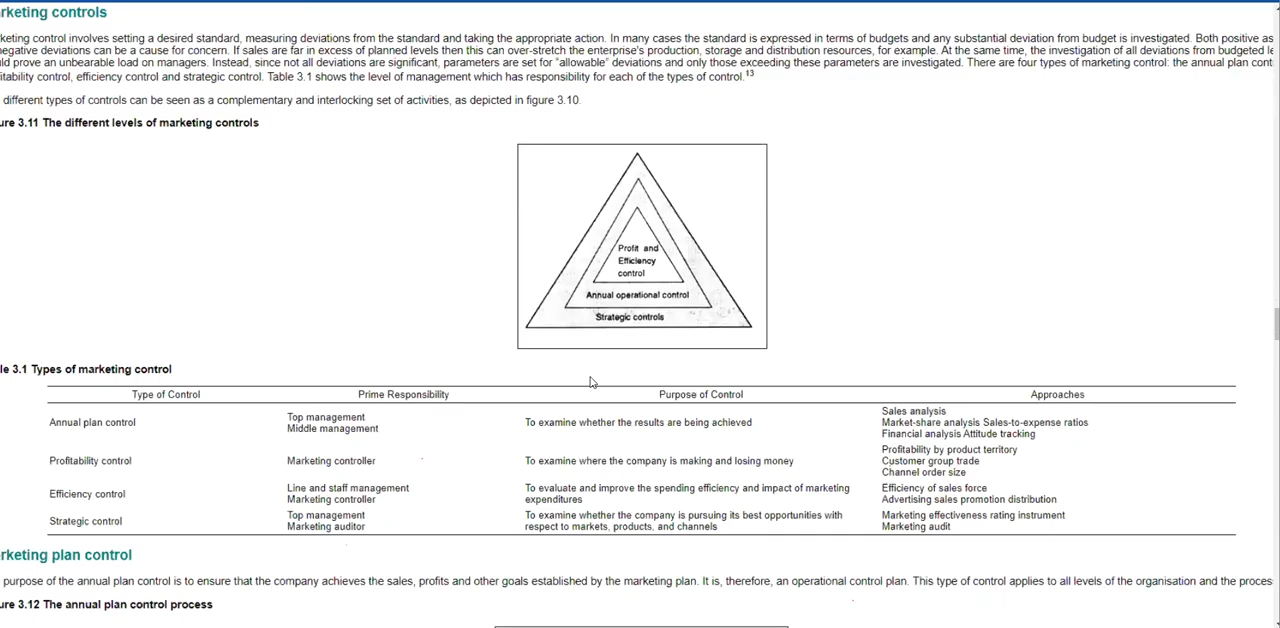 rketing controls
keting control involves setting a desired standard, measuring deviations from the standard and taking the appropriate action. In many cases the standard is expressed in terms of budgets and any substantial deviation from budget is investigated. Both positive as
negative deviations can be a cause for concern. If sales are far in excess of planned levels then this can over-stretch the enterprise's production, storage and distribution resources, for example. At the same time, the investigation of all deviations from budgeted le
ld prove an unbearable load on managers. Instead, since not all deviations are significant, parameters are set for "allowable" deviations and only those exceeding these parameters are investigated. There are four types of marketing control: the annual plan cont
itability control, efficiency control and strategic control. Table 3.1 shows the level of management which has responsibility for each of the types of control.13
different types of controls can be seen as a complementary and interlocking set of activities, as depicted in figure 3.10.
ure 3.11 The different levels of marketing controls
Profit and
Efficiency
control
Annual operational control
Strategic controls
le 3.1 Types of marketing control
Type of Control Prime Responsibility Purpose of Control Approaches
Annual plan control
Top management
Middle management
To examine whether the results are being achieved
Sales analysis
Market-share analysis Sales-to-expense ratios
Financial analysis Attitude tracking
Profitability control
Marketing controller
To examine where the company is making and losing money
Profitability by product territory
Customer group trade
Channel order size
Efficiency control
Line and staff management
Marketing controller
To evaluate and improve the spending efficiency and impact of marketing
expenditures
Efficiency of sales force
Advertising sales promotion distribution
Strategic control
Top management
Marketing auditor
To examine whether the company is pursuing its best opportunities with
respect to markets, products, and channels
Marketing effectiveness rating instrument
Marketing audit
rketing plan control
purpose of the annual plan control is to ensure that the company achieves the sales, profits and other goals established by the marketing plan. It is, therefore, an operational control plan. This type of control applies to all levels of the organisation and the proces
ure 3.12 The annual plan control process